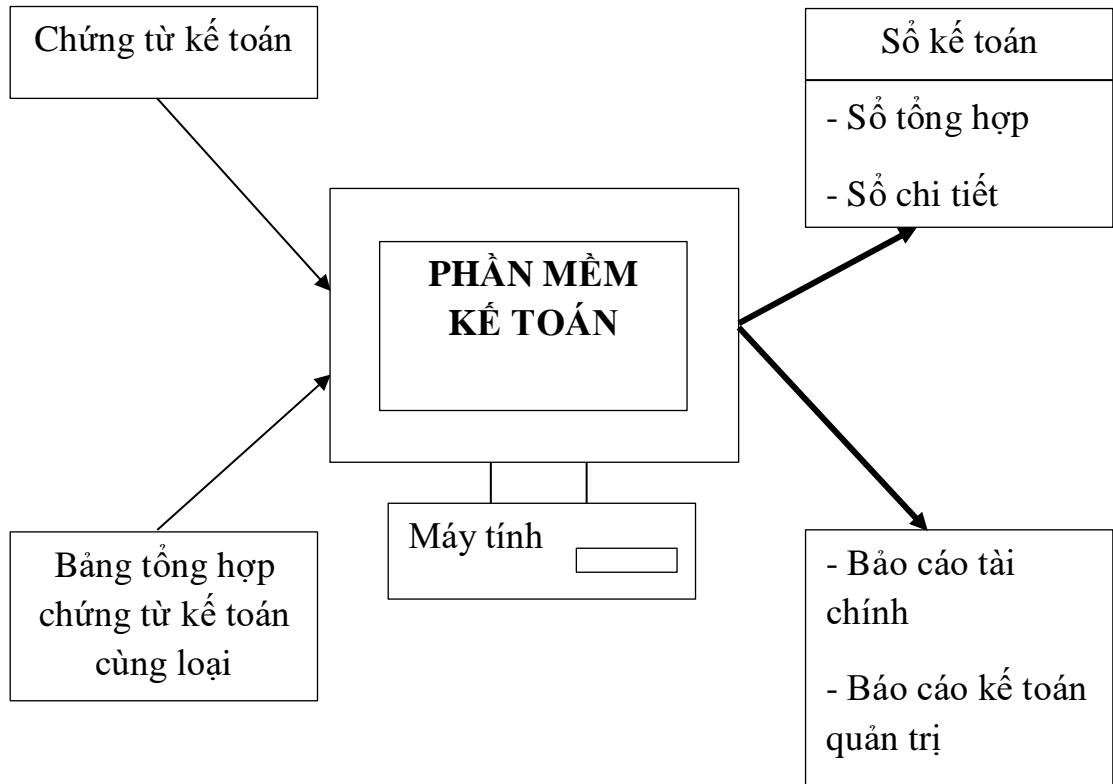 Chứng từ kế toán
Sổ kế toán
- Sổ tổng hợp
- Sổ chi tiết
PHẦN MỀM
KẾ TOÁN
Máy tính
Bảng tổng hợp
chứng từ kế toán
cùng loại
- Bảo cáo tài
chính
- Báo cáo kế toán
quản trị